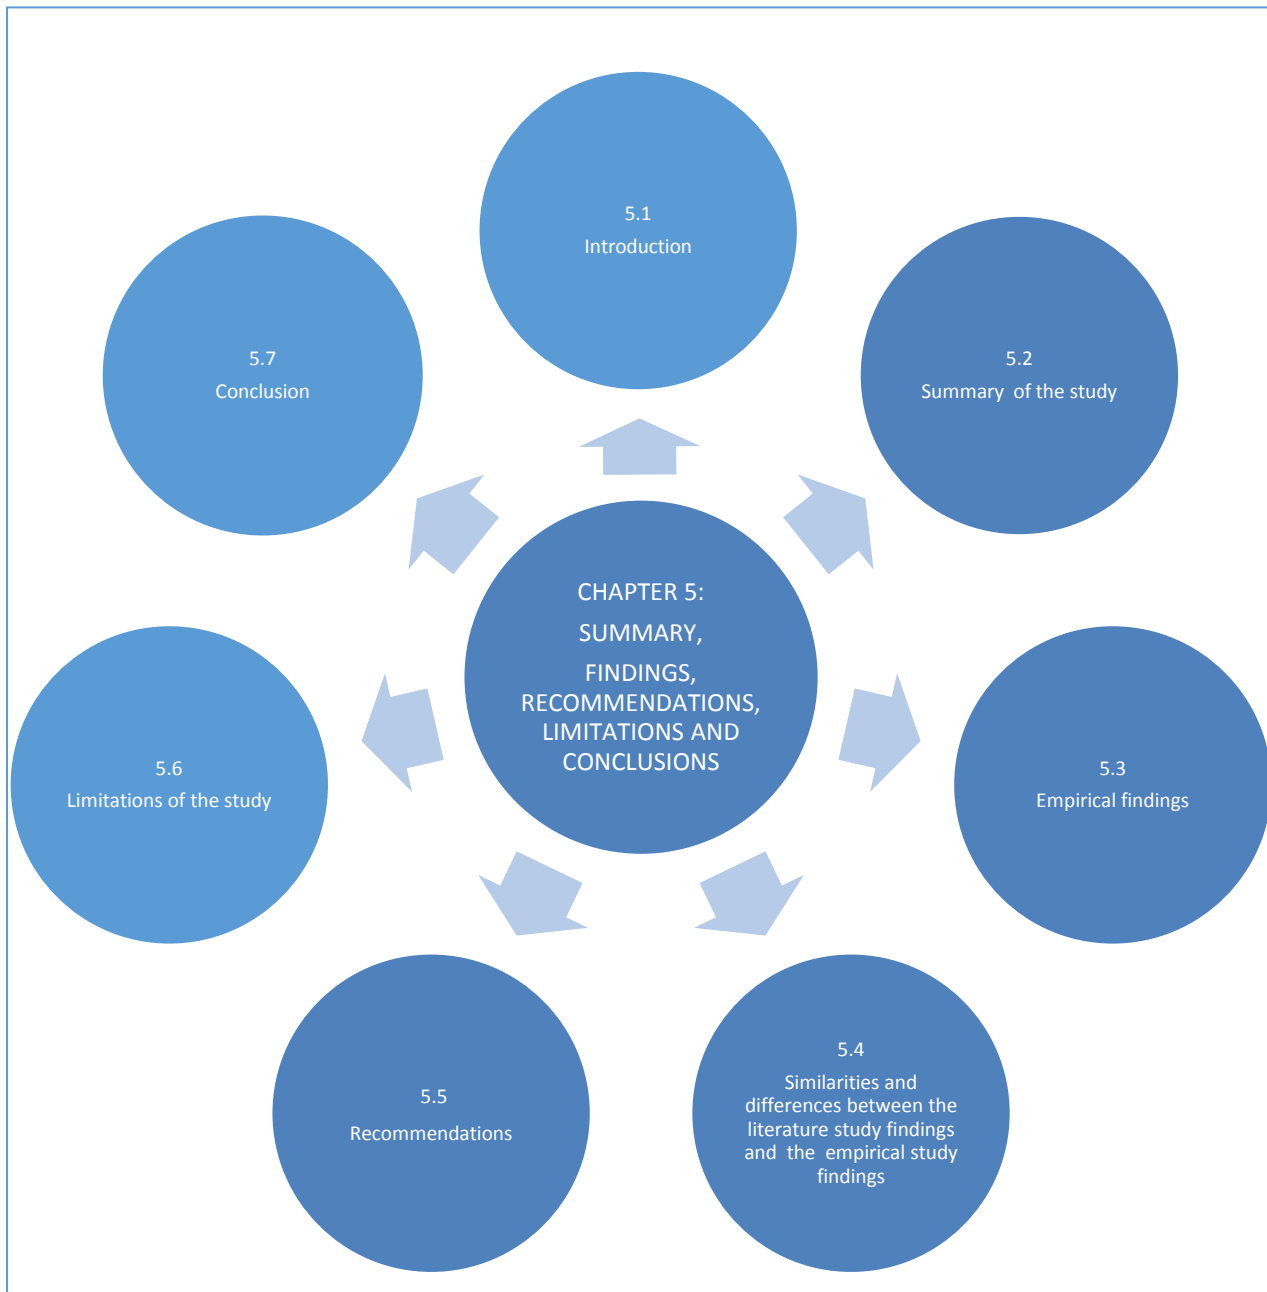 CHAPTER 5:
SUMMARY,
FINDINGS,
RECOMMENDATIONS,
LIMITATIONS AND
CONCLUSIONS
5.1
Introduction
5.2
Summary  of the study
5.3
Empirical findings
5.4
Similarities and
differences between the
literature study findings
and  the  empirical study
findings
5.5
Recommendations
5.6
Limitations of the study
5.7
Conclusion